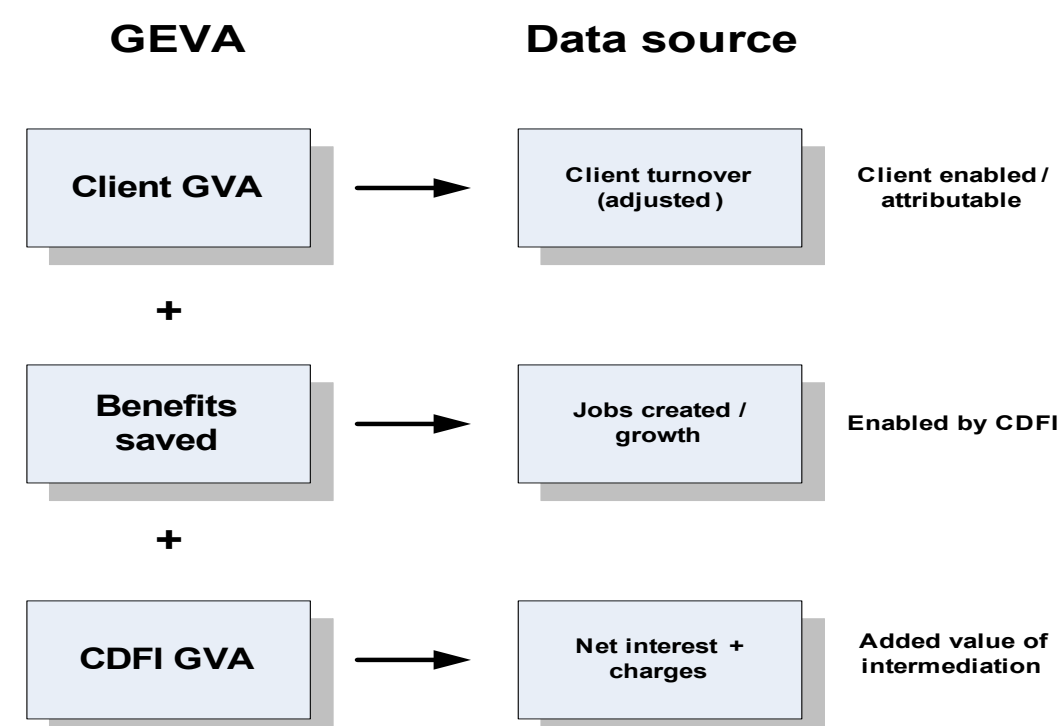 GEVA
Data source
Client GVA
Client turnover
(adjusted)
Client enabled /
attributable
+
Benefits
saved
Jobs created /
growth
Enabled by CDFI
+
CDFI GVA
Net interest +
charges
Added value of
intermediation